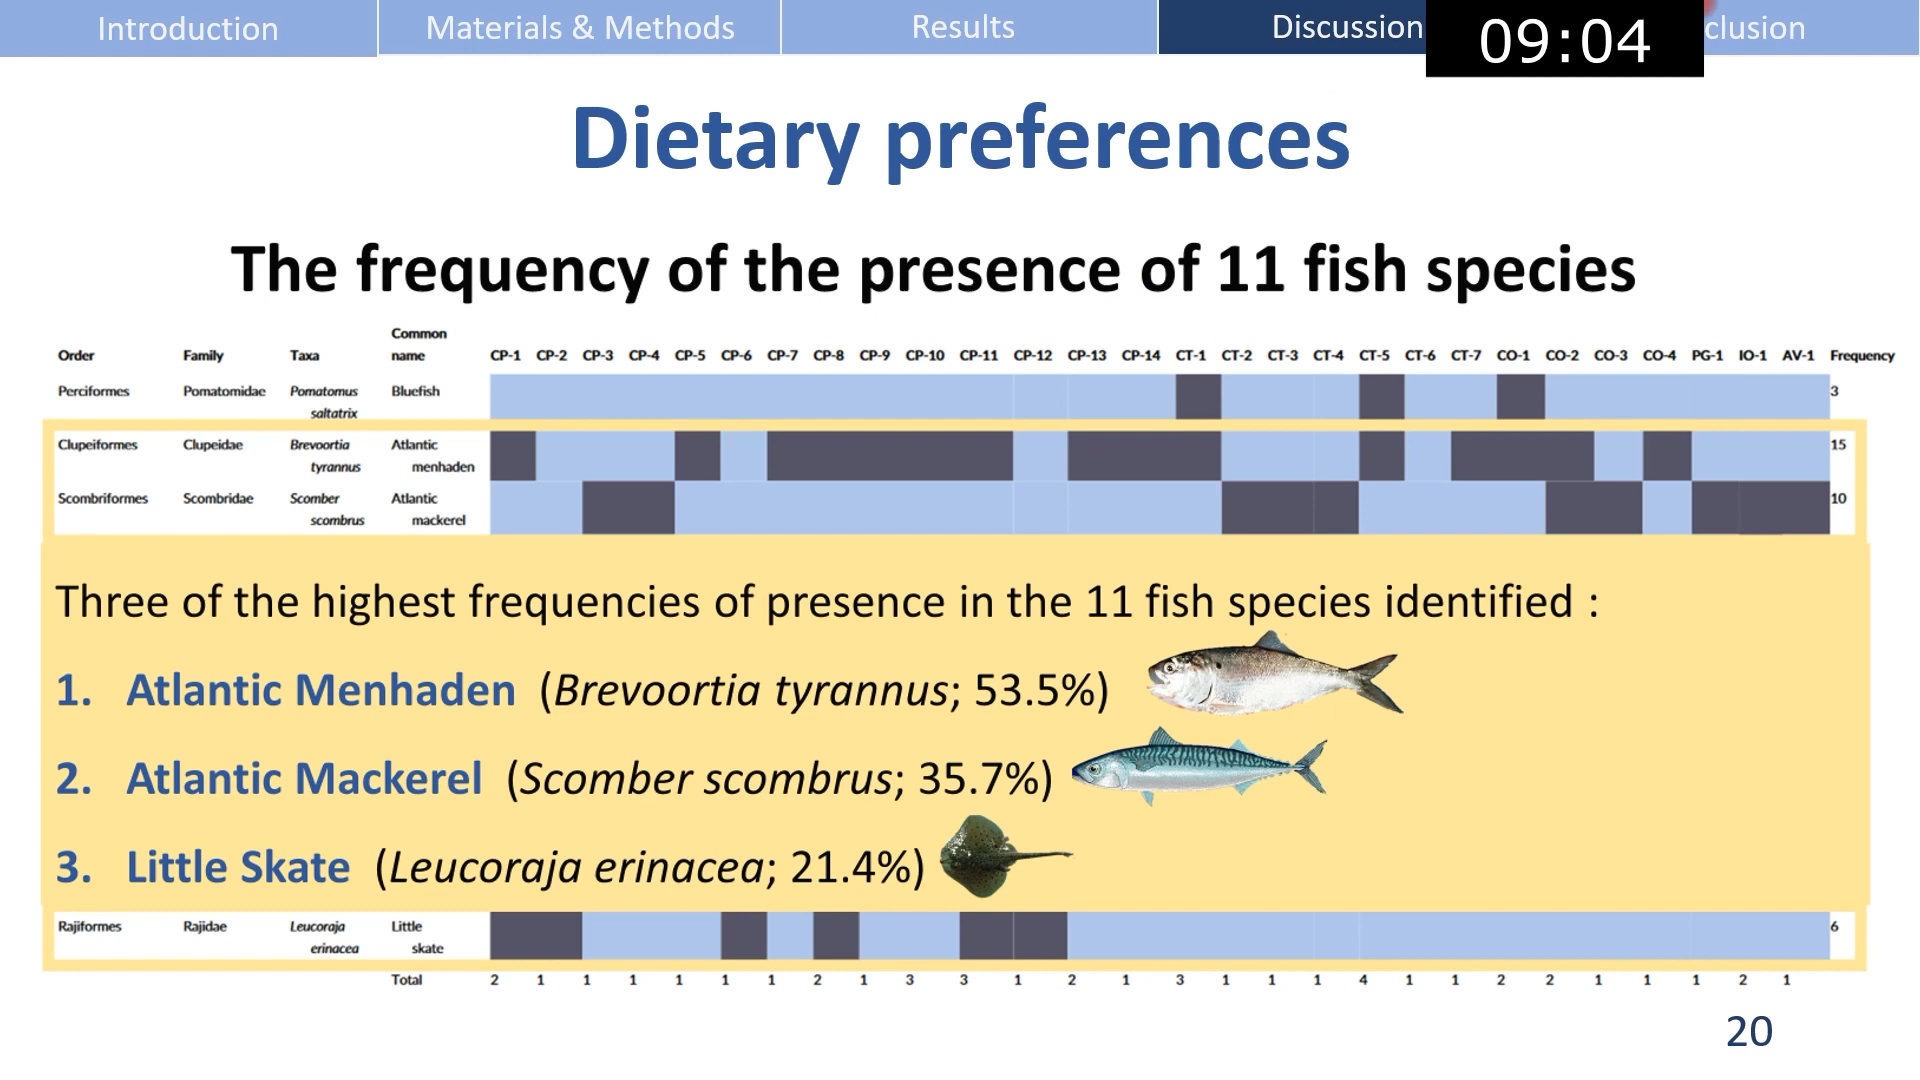 Introduction
Materials & Methods
Results
Discussion
09:04
clusion
Dietary preferences
The frequency of the presence of 11 fish species
Order Family Taxa Common name CP-1 CP-2 CP-3 CP-4 CP-5 CP-6 CP-7 CP-8 CP-9 CP-10 CP-11 CP-12 CP-13 CP-14 CT-1 CT-2 CT-3 CT-4 CT-5 CT-6 CT-7 CO-1 CO-2 CO-3 CO-4 PG-1 IO-1 AV-1 Frequency
Perciformes Pomatomidae Pomatomus saltatrix Bluefish 3
Clupeiformes Clupeidae Brevoortia tyrannus Atlantic menhaden 15
Scombriformes Scombridae Scomber scombrus Atlantic mackerel 10
Three of the highest frequencies of presence in the 11 fish species identified :
1. Atlantic Menhaden (Brevoortia tyrannus; 53.5%)
2. Atlantic Mackerel (Scomber scombrus; 35.7%)
3. Little Skate (Leucoraja erinacea; 21.4%)
Rajiformes Rajidae Leucoraja erinacea Little skate 6
Total 2 1 1 1 1 1 1 2 1 3 3 1 2 1 3 1 1 1 4 1 1 2 2 1 1 1 2 1
20